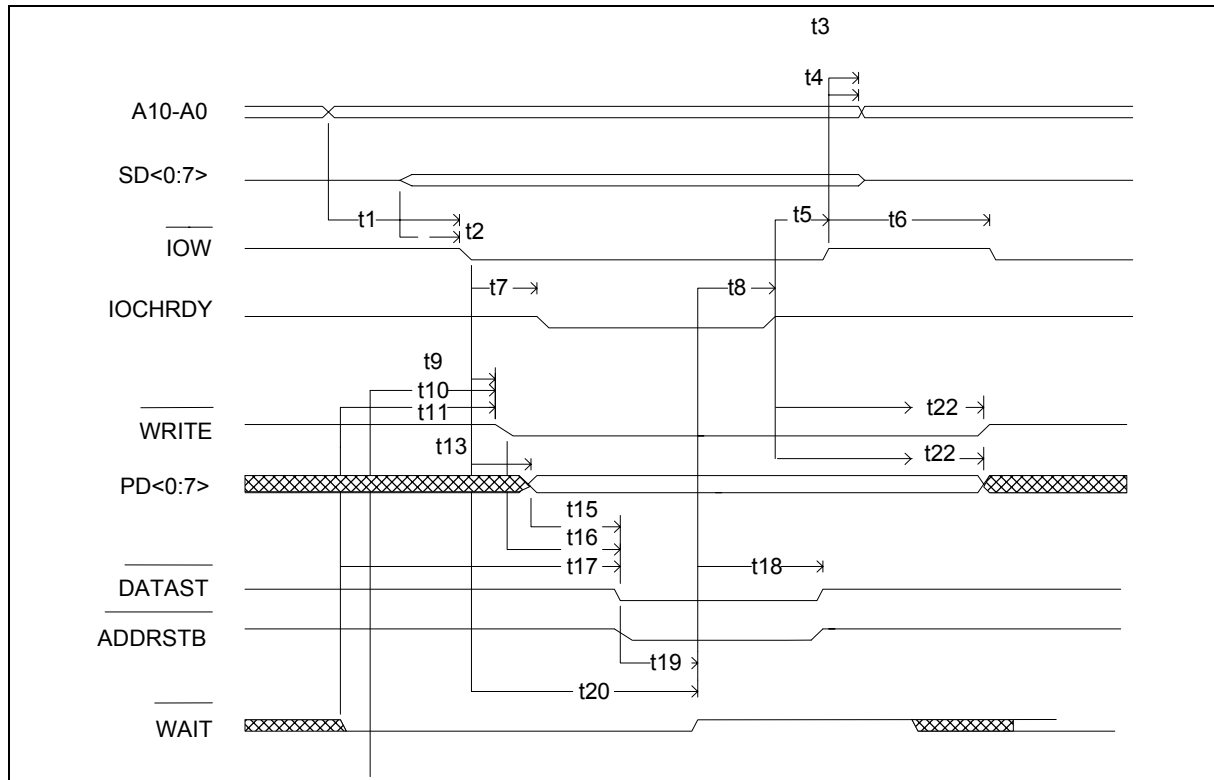 t3
t4
A10-A0
SD<0:7>
t5
t6
t1
t2
IOW
t7
t8
IOCHRDY
t9
t10
t11
t22
WRITE
t13
t22
PD<0:7>
t15
t16
t17
t18
DATAST
ADDRSTB
t19
t20
WAIT